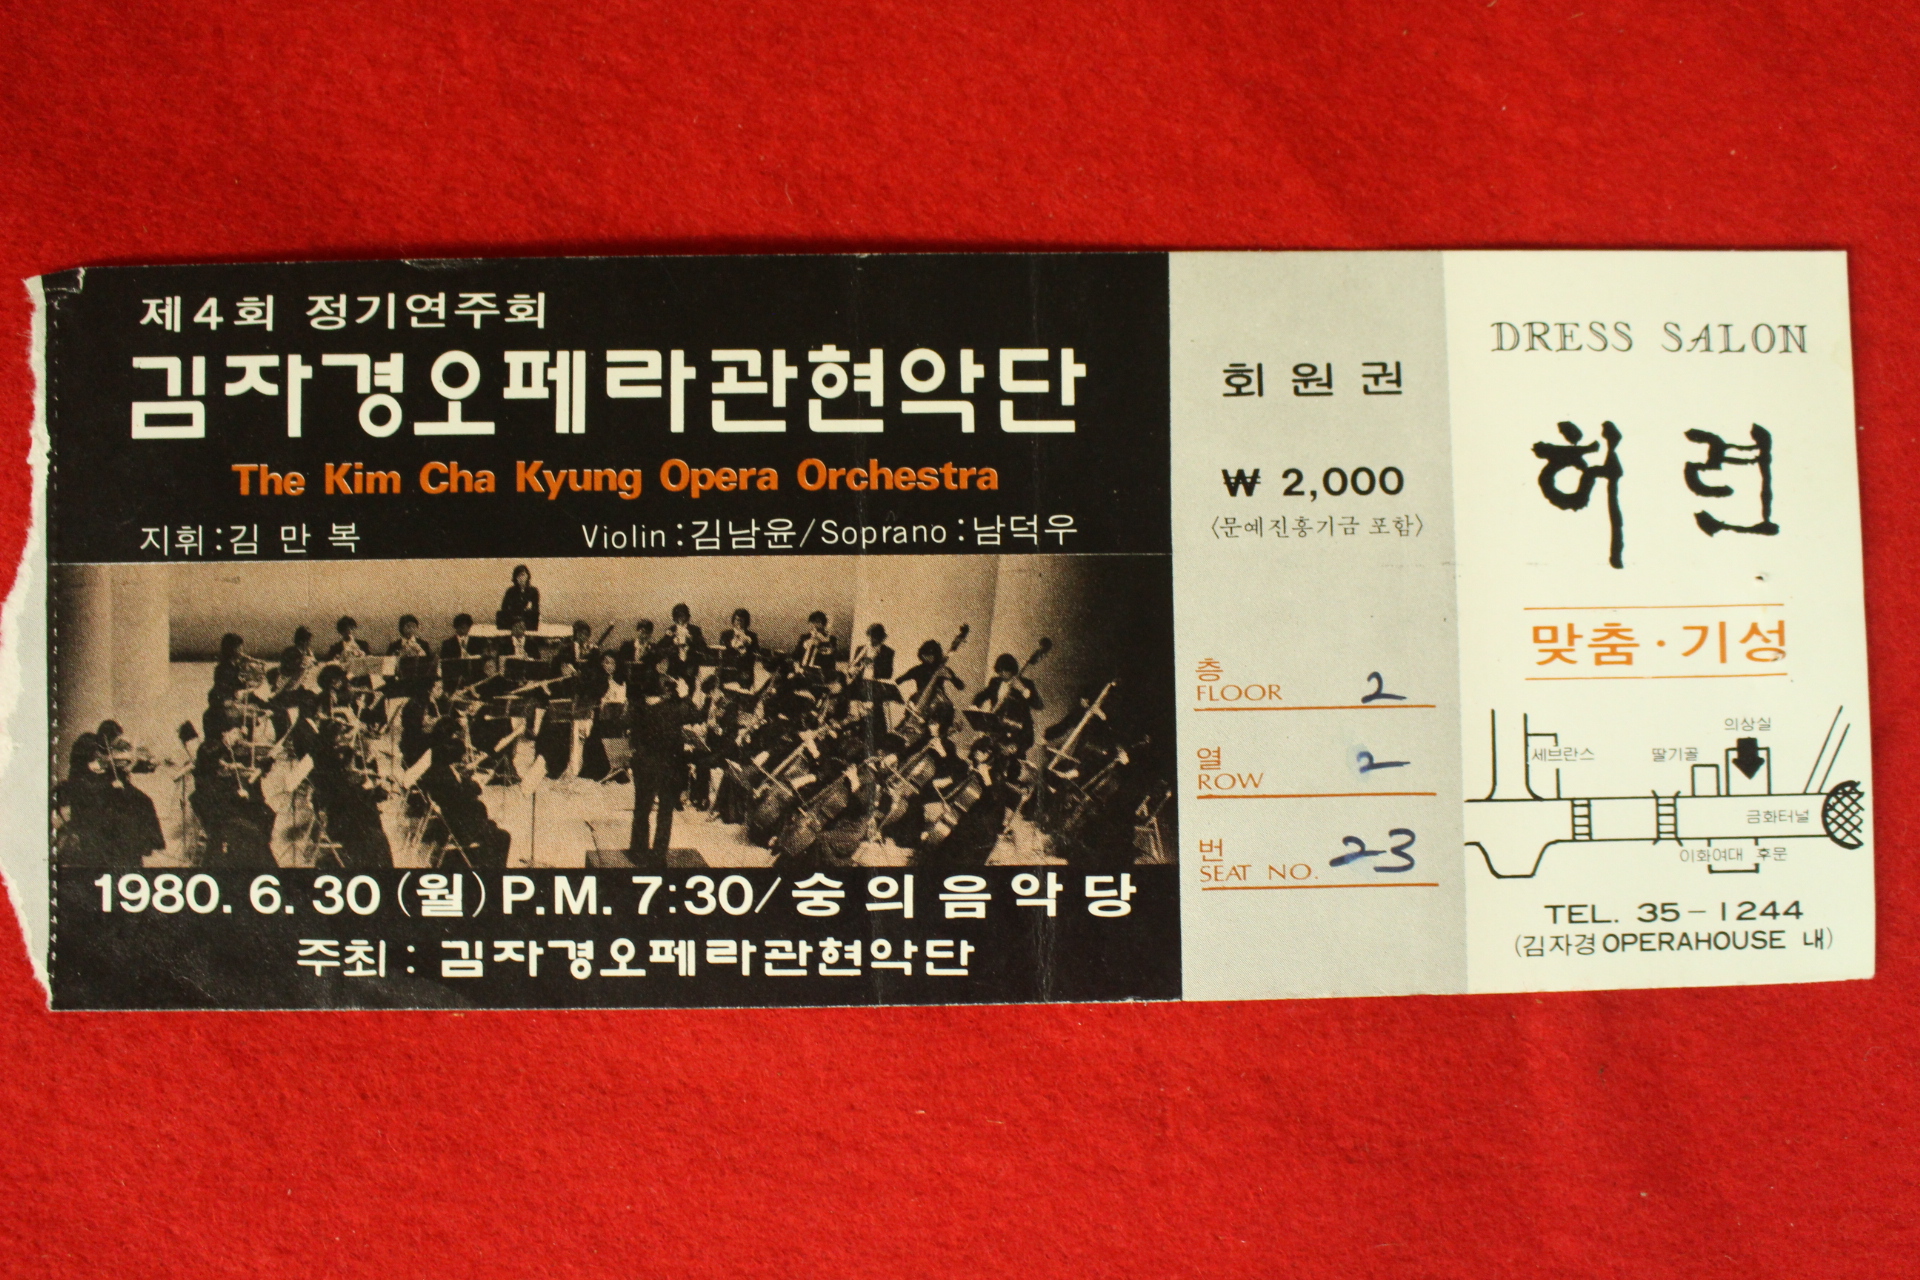 제4회 정기연주회
김자경오페라관현악단
The Kim Cha Kyung Opera Orchestra
지휘:김 만 복
Violin:김남윤/Soprano:남덕우
1980. 6. 30 (월) P.M. 7:30/숭 의 음 악 당
주최 : 김자경오페라관현악단
회 원 권
₩ 2,000
〈문예진흥기금 포함〉
층
FLOOR 2
열
ROW 2
번
SEAT NO. 23
DRESS SALON
허 련
맞춤·기성
의상실
세브란스
딸기골
금화터널
이화여대 후문
TEL. 35-1244
(김자경 OPERAHOUSE 내)